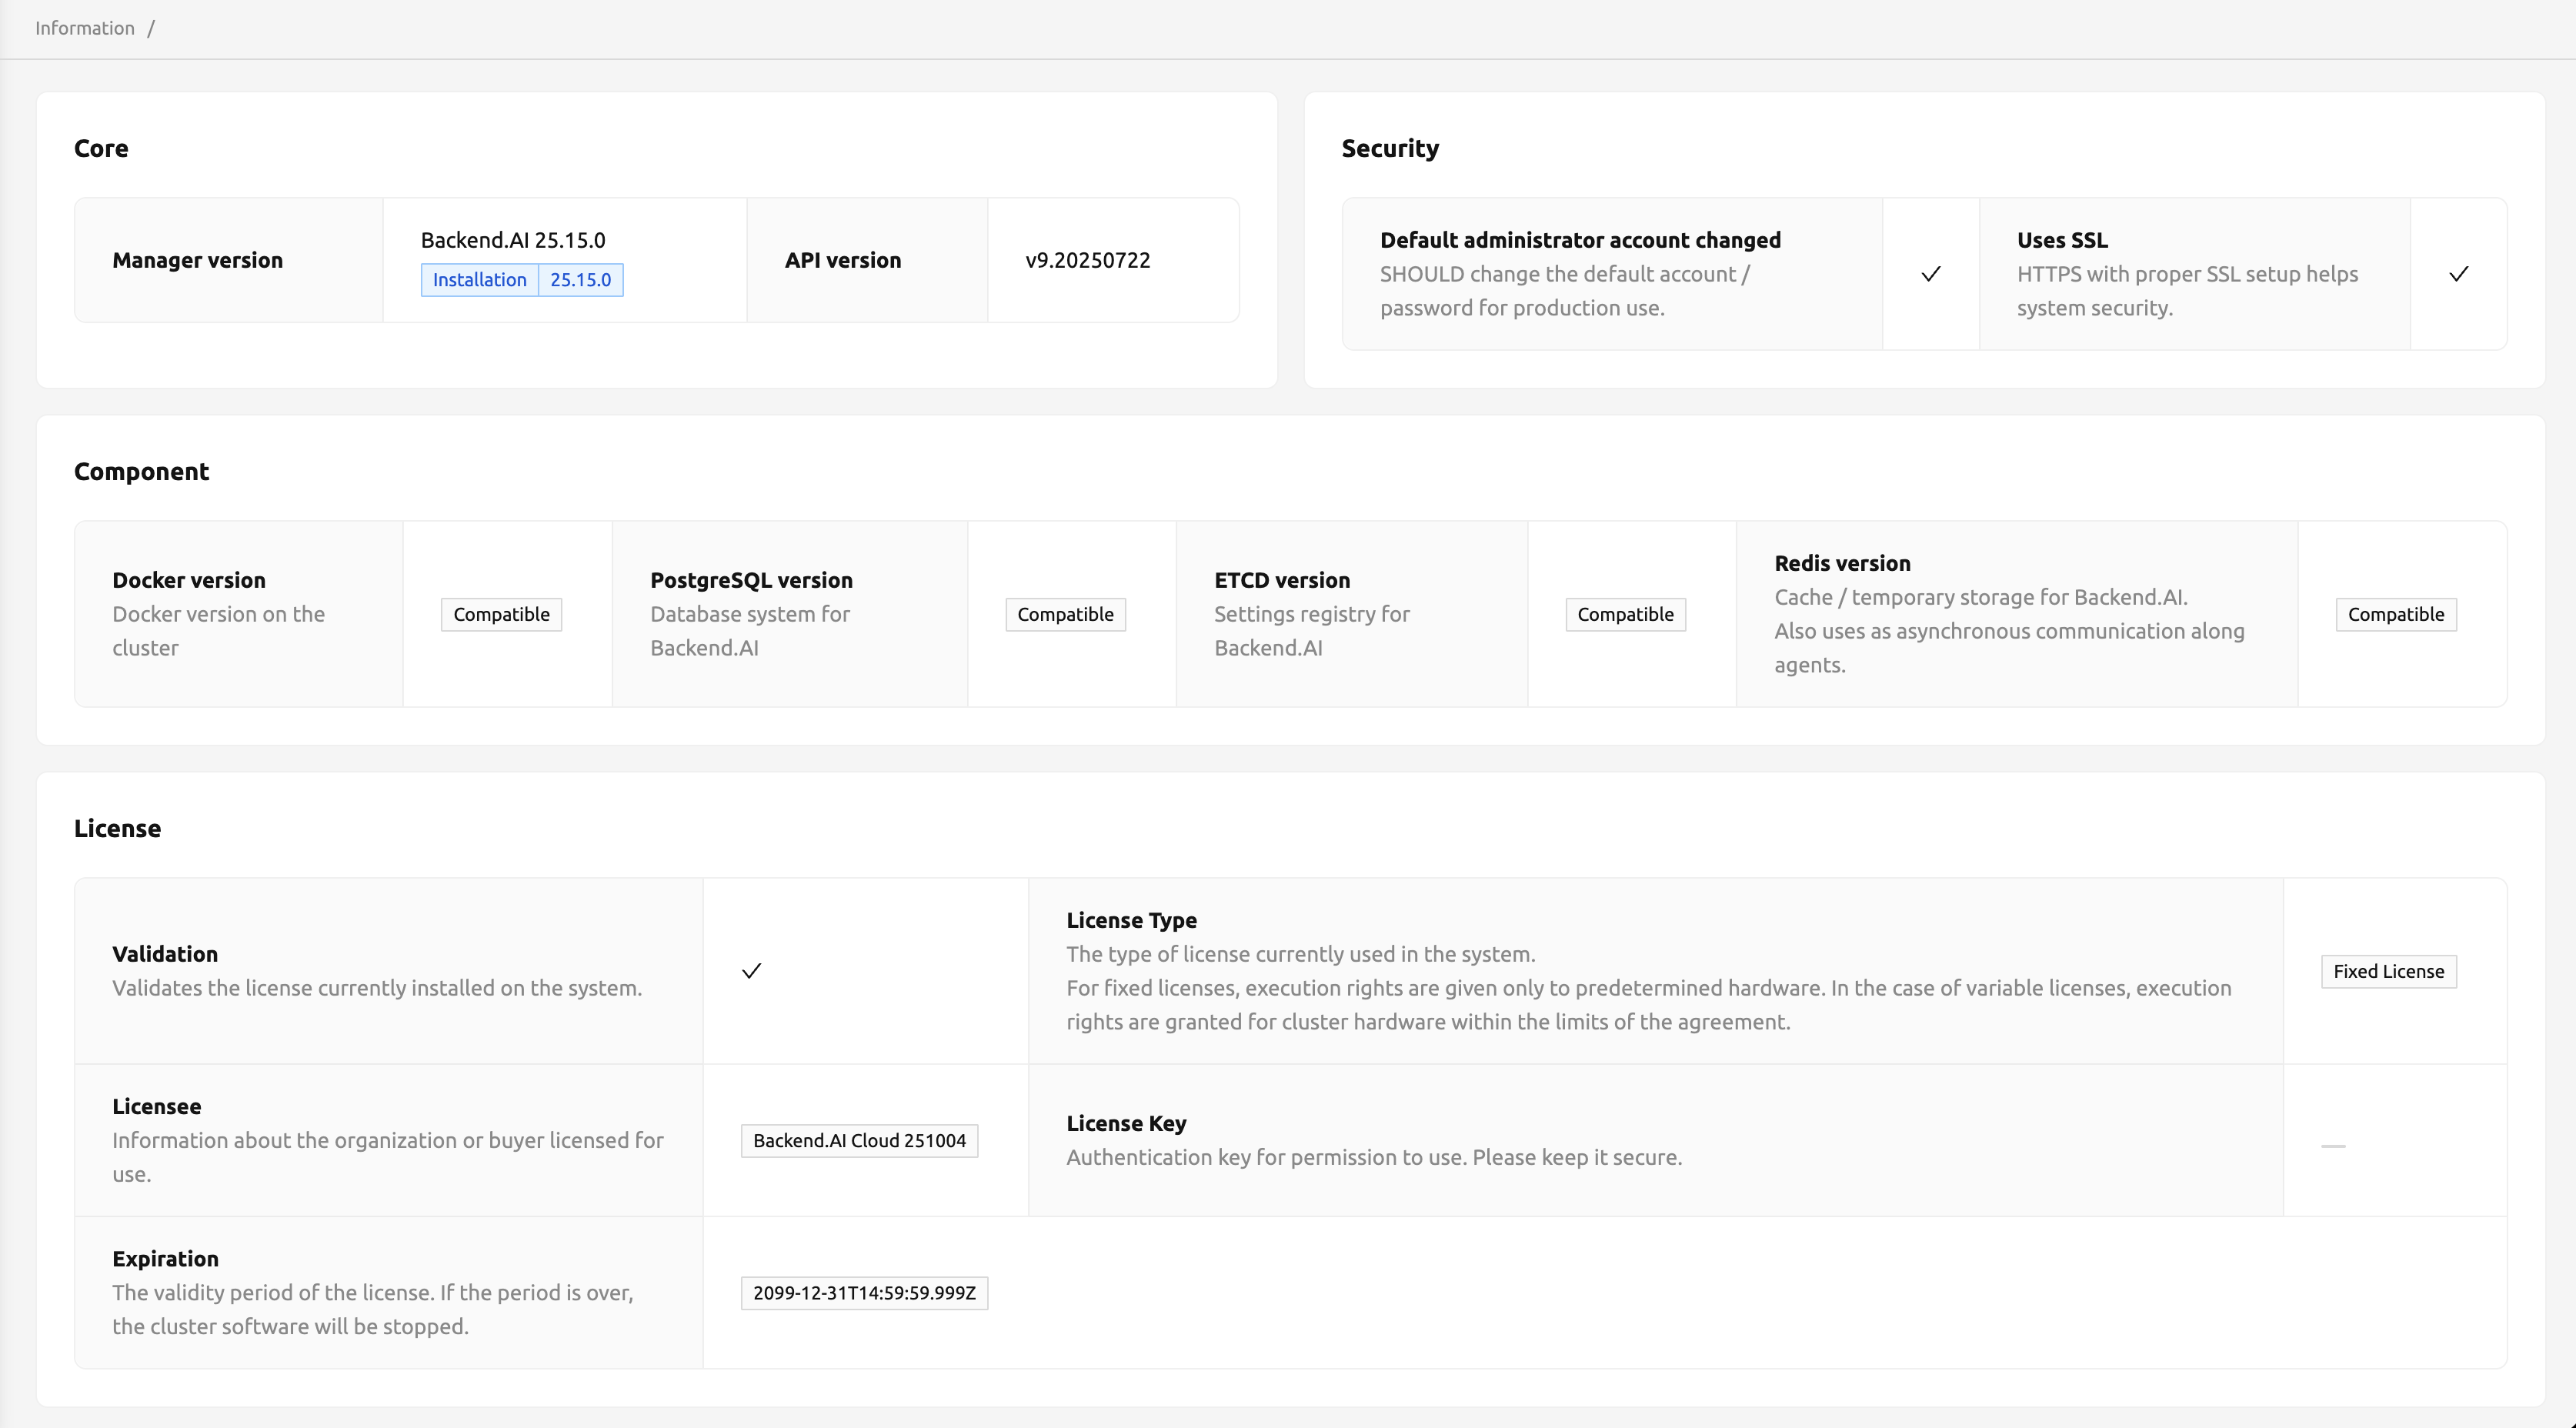 Information /
Core
Manager version
Backend.AI 25.15.0
Installation 25.15.0
API version
v9.20250722
Security
Default administrator account changed
SHOULD change the default account /
password for production use.
Uses SSL
HTTPS with proper SSL setup helps
system security.
Component
Docker version
Docker version on the
cluster
Compatible
PostgreSQL version
Database system for
Backend.AI
Compatible
ETCD version
Settings registry for
Backend.AI
Compatible
Redis version
Cache / temporary storage for Backend.AI.
Also uses as asynchronous communication along
agents.
Compatible
License
Validation
Validates the license currently installed on the system.
License Type
The type of license currently used in the system.
For fixed licenses, execution rights are given only to predetermined hardware. In the case of variable licenses, execution
rights are granted for cluster hardware within the limits of the agreement.
Fixed License
Licensee
Information about the organization or buyer licensed for
use.
Backend.AI Cloud 251004
License Key
Authentication key for permission to use. Please keep it secure.
Expiration
The validity period of the license. If the period is over,
the cluster software will be stopped.
2099-12-31T14:59:59.999Z